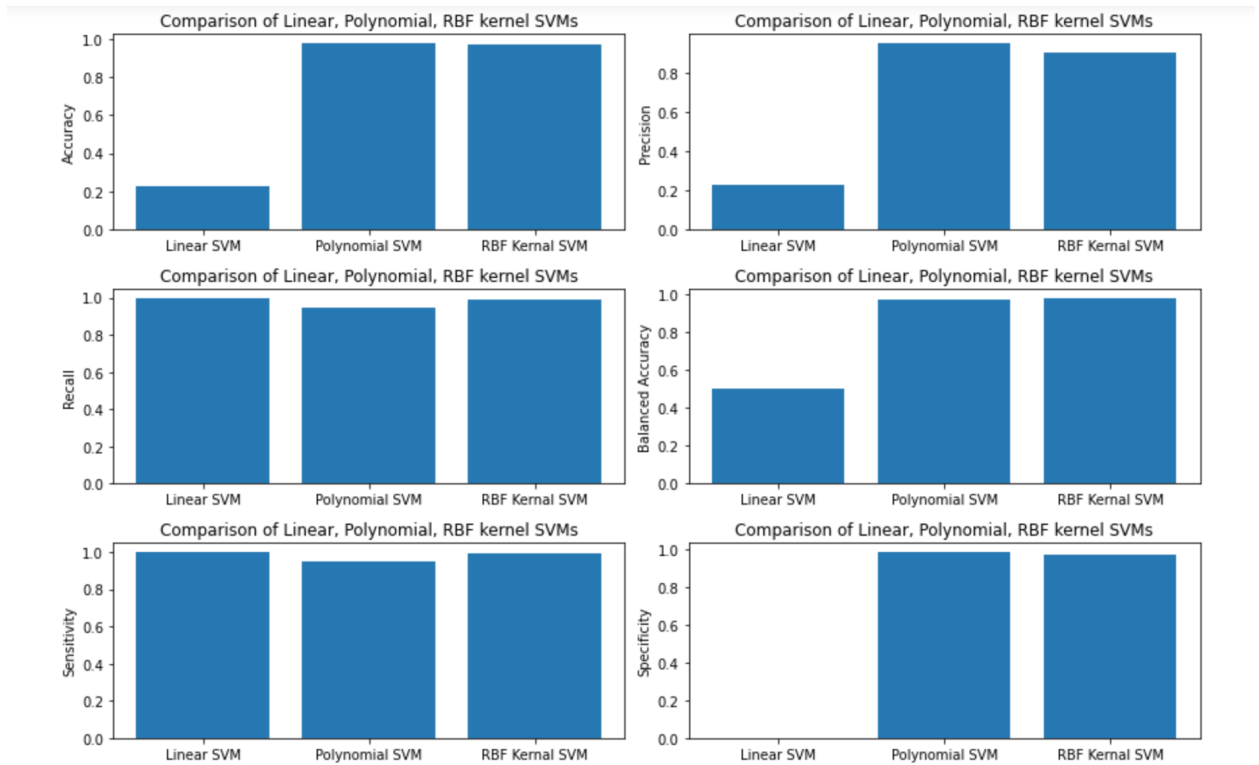 Comparison of Linear, Polynomial, RBF kernel SVMs
1.0
0.8
0.6
0.4
0.2
0.0
Accuracy
Linear SVM Polynomial SVM RBF Kernal SVM
Comparison of Linear, Polynomial, RBF kernel SVMs
0.8
0.6
0.4
0.2
0.0
Precision
Linear SVM Polynomial SVM RBF Kernal SVM
Comparison of Linear, Polynomial, RBF kernel SVMs
1.0
0.8
0.6
0.4
0.2
0.0
Recall
Linear SVM Polynomial SVM RBF Kernal SVM
Comparison of Linear, Polynomial, RBF kernel SVMs
1.0
0.8
0.6
0.4
0.2
0.0
Balanced Accuracy
Linear SVM Polynomial SVM RBF Kernal SVM
Comparison of Linear, Polynomial, RBF kernel SVMs
1.0
0.8
0.6
0.4
0.2
0.0
Sensitivity
Linear SVM Polynomial SVM RBF Kernal SVM
Comparison of Linear, Polynomial, RBF kernel SVMs
1.0
0.8
0.6
0.4
0.2
0.0
Specificity
Linear SVM Polynomial SVM RBF Kernal SVM